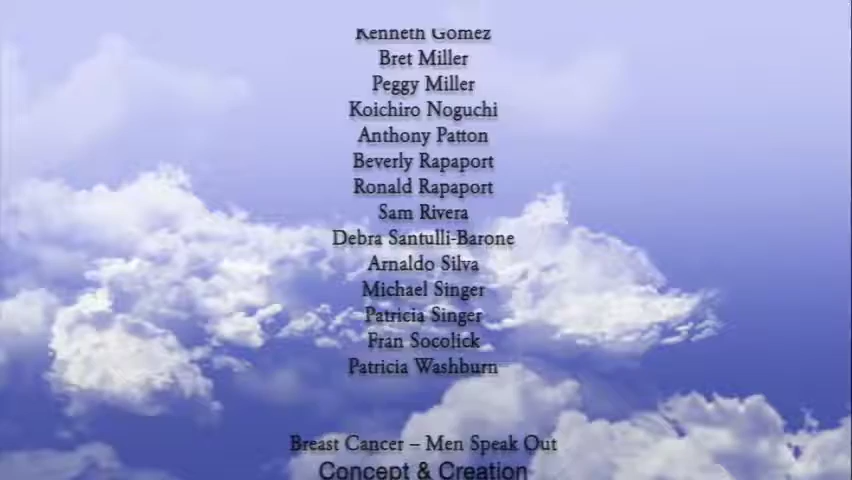 Kenneth Gomez
Bret Miller
Peggy Miller
Koichiro Noguchi
Anthony Patton
Beverly Rapaport
Ronald Rapaport
Sam Rivera
Debra Santulli-Barone
Arnaldo Silva
Michael Singer
Patricia Singer
Fran Socolick
Patricia Washburn
Breast Cancer – Men Speak Out
Concept & Creation